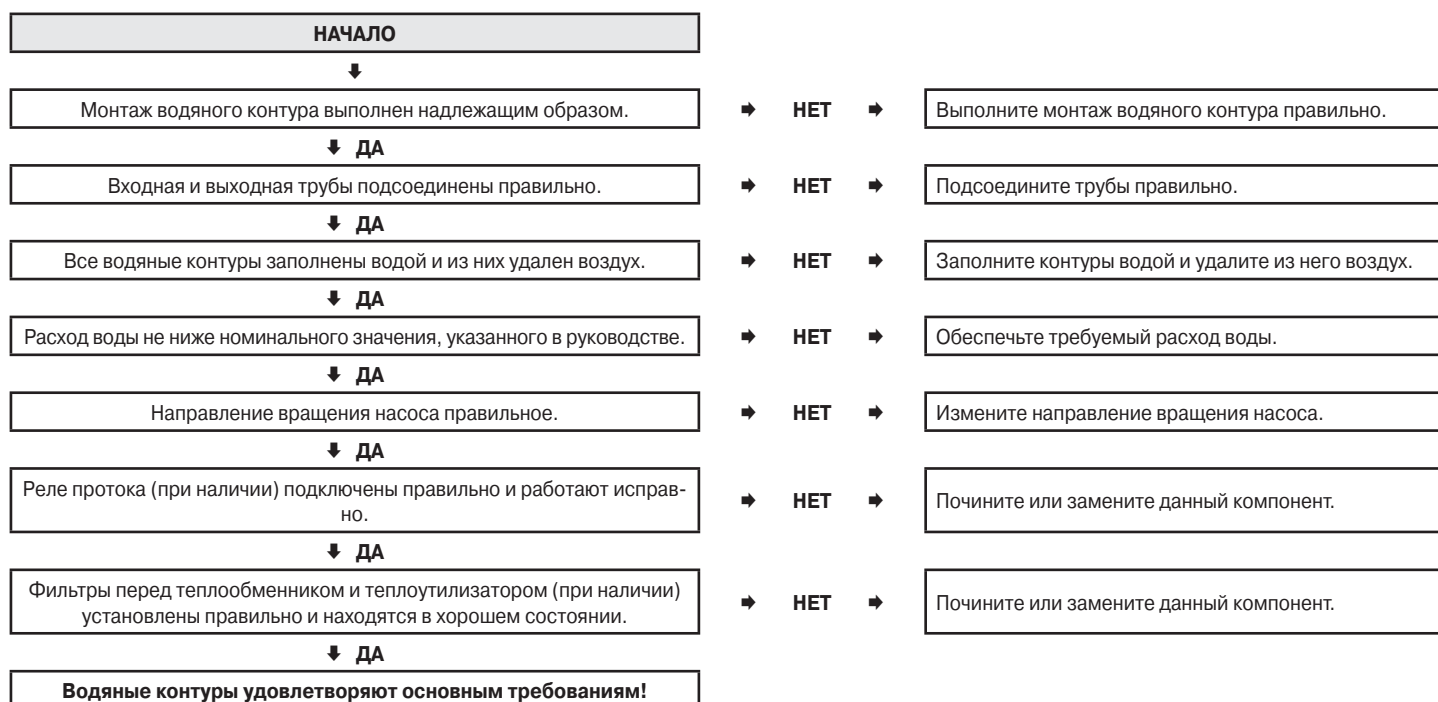 НАЧАЛО
Монтаж водяного контура выполнен надлежащим образом.
НЕТ
Выполните монтаж водяного контура правильно.
ДА
Входная и выходная трубы подсоединены правильно.
НЕТ
Подсоедините трубы правильно.
ДА
Все водяные контуры заполнены водой и из них удален воздух.
НЕТ
Заполните контуры водой и удалите из него воздух.
ДА
Расход воды не ниже номинального значения, указанного в руководстве.
НЕТ
Обеспечьте требуемый расход воды.
ДА
Направление вращения насоса правильное.
НЕТ
Измените направление вращения насоса.
ДА
Реле протока (при наличии) подключены правильно и работают исправ-
но.
НЕТ
Почините или замените данный компонент.
ДА
Фильтры перед теплообменником и теплоутилизатором (при наличии)
установлены правильно и находятся в хорошем состоянии.
НЕТ
Почините или замените данный компонент.
ДА
Водяные контуры удовлетворяют основным требованиям!